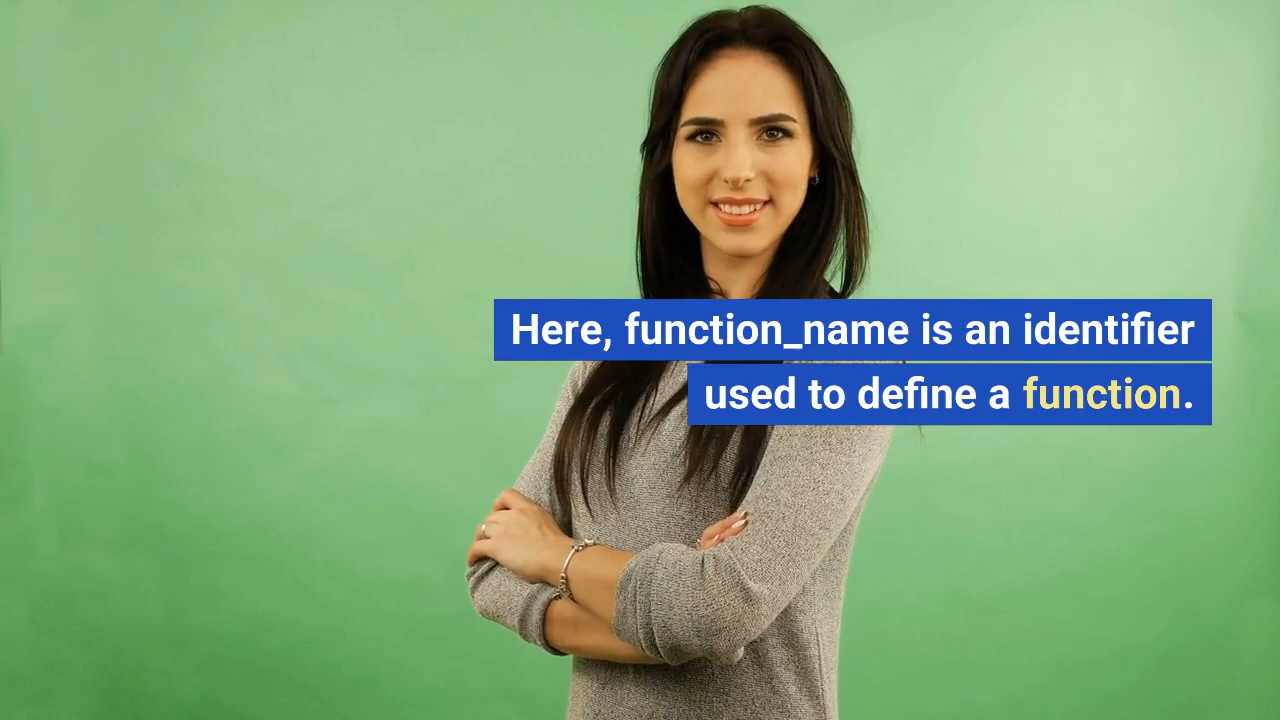 Here, function_name is an identifier
used to define a function.